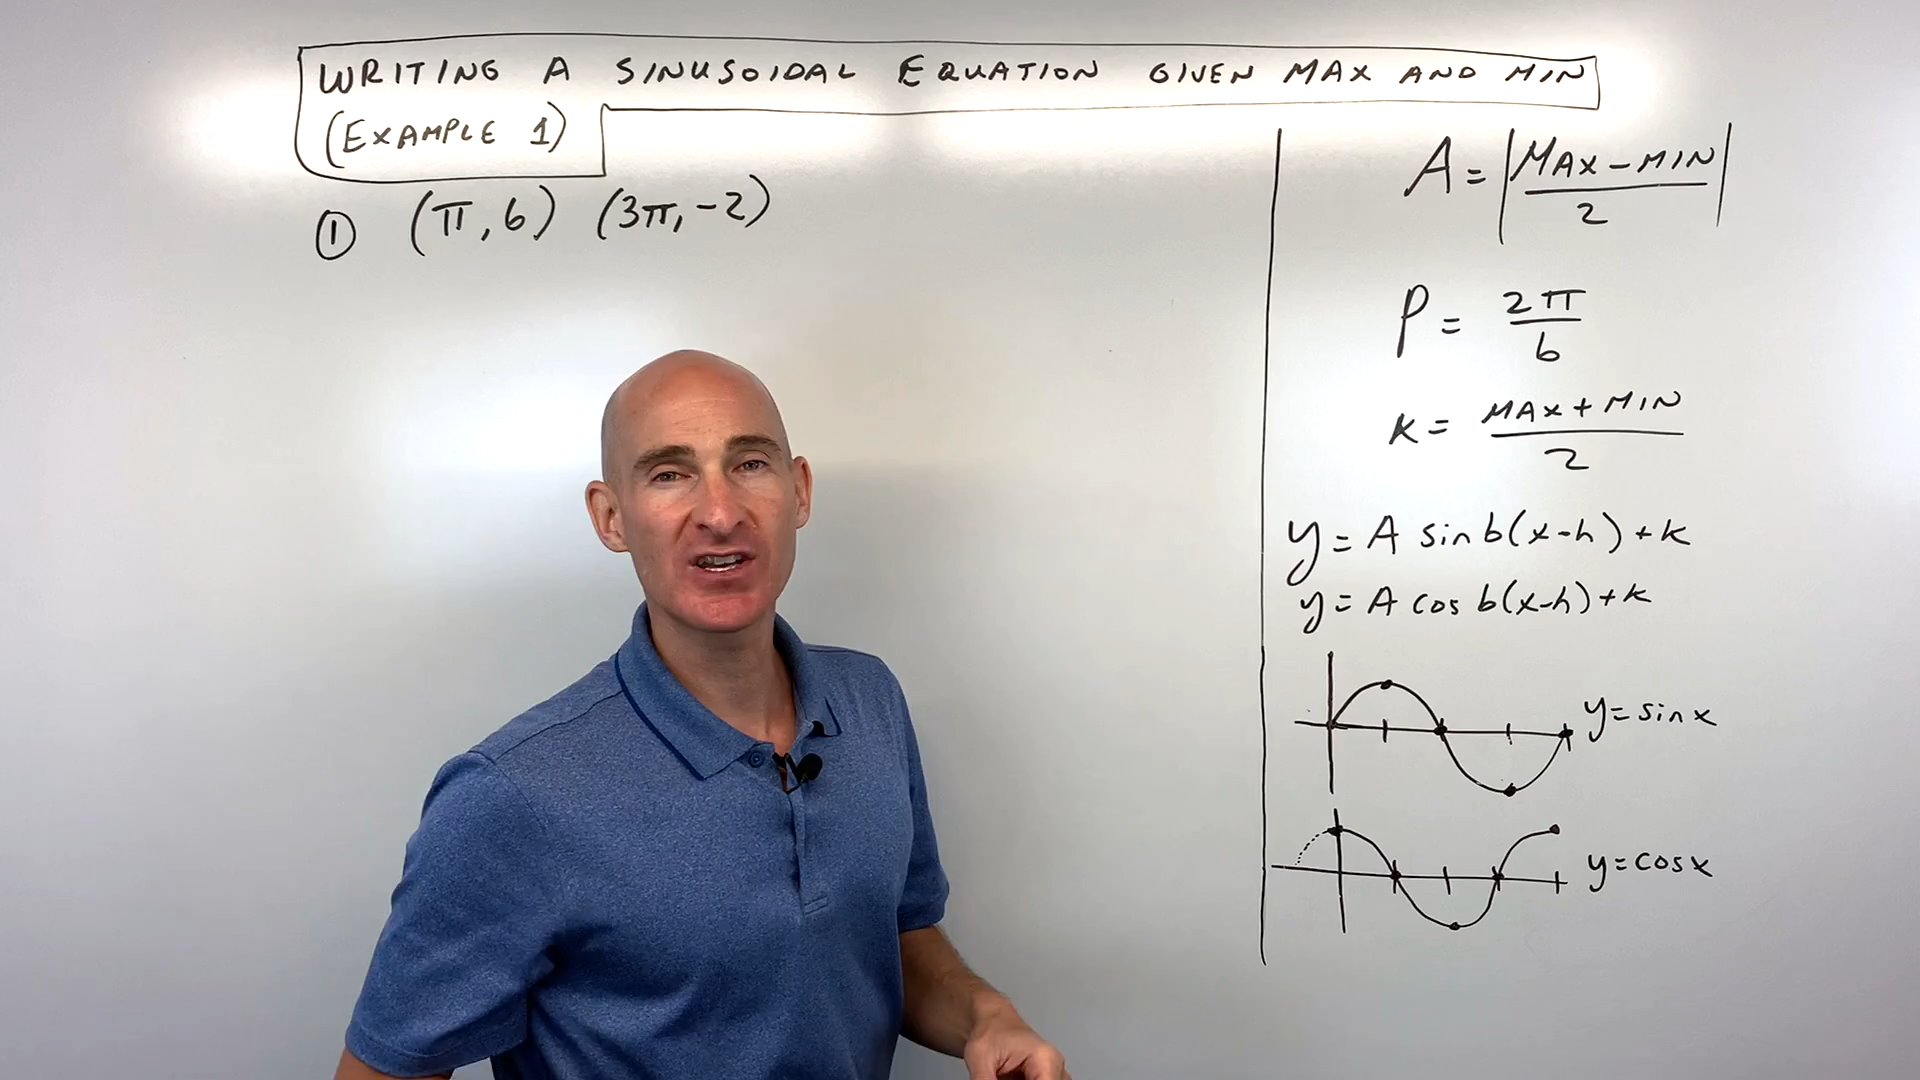 WRITING A SINUSOIDAL EQUATION GIVEN MAX AND MIN
(EXAMPLE 1)
① (π, 6) (3π, -2)
A = |MAX - MIN / 2|
P = 2π / b
K = MAX + MIN / 2
y = A sin b(x-h) + K
y = A cos b(x-h) + K
y = sin x
y = cos x